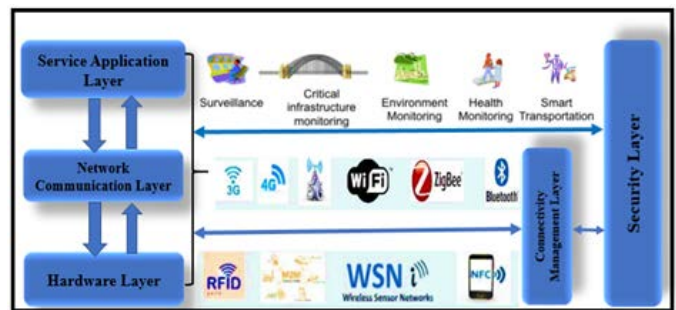 Service Application
Layer
Network
Communication Layer
Hardware Layer
Surveillance
Critical
infrastructure
monitoring
Environment
Monitoring
Health
Monitoring
Smart
Transportation
3G
4G
WiFi
ZigBee
Bluetooth
RFID
M2M
WSN
Wireless Sensor Networks
NFC
Connectivity
Management Layer
Security Layer